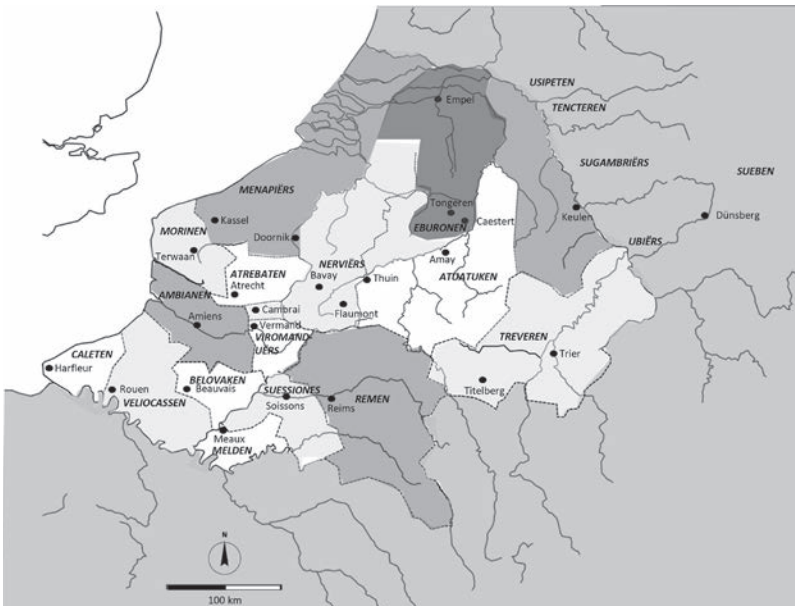 USIPETEN
Empel
TENCTEREN
SUGAMBRIËRS
SUEBEN
MENAPIËRS
Kassel
Tongeren
Keulen
Dünsberg
MORINEN
Doornik
EBURONEN
Caestert
Terwaan
UBIËRS
NERVIËRS
Amay
ATREBATEN
Atrecht
Bavay
Thuin
ATUATUKEN
AMBIANEN
Cambrai
Flaumont
Amiens
Vermand
VIROMAND
UËRS
TREVEREN
CALETEN
Trier
Harfleur
BELOVAKEN
Titelberg
Rouen
Beauvais
SUESSIONES
VELIOCASSEN
Soissons
Reims
REMEN
Meaux
MELDEN
N
100 km